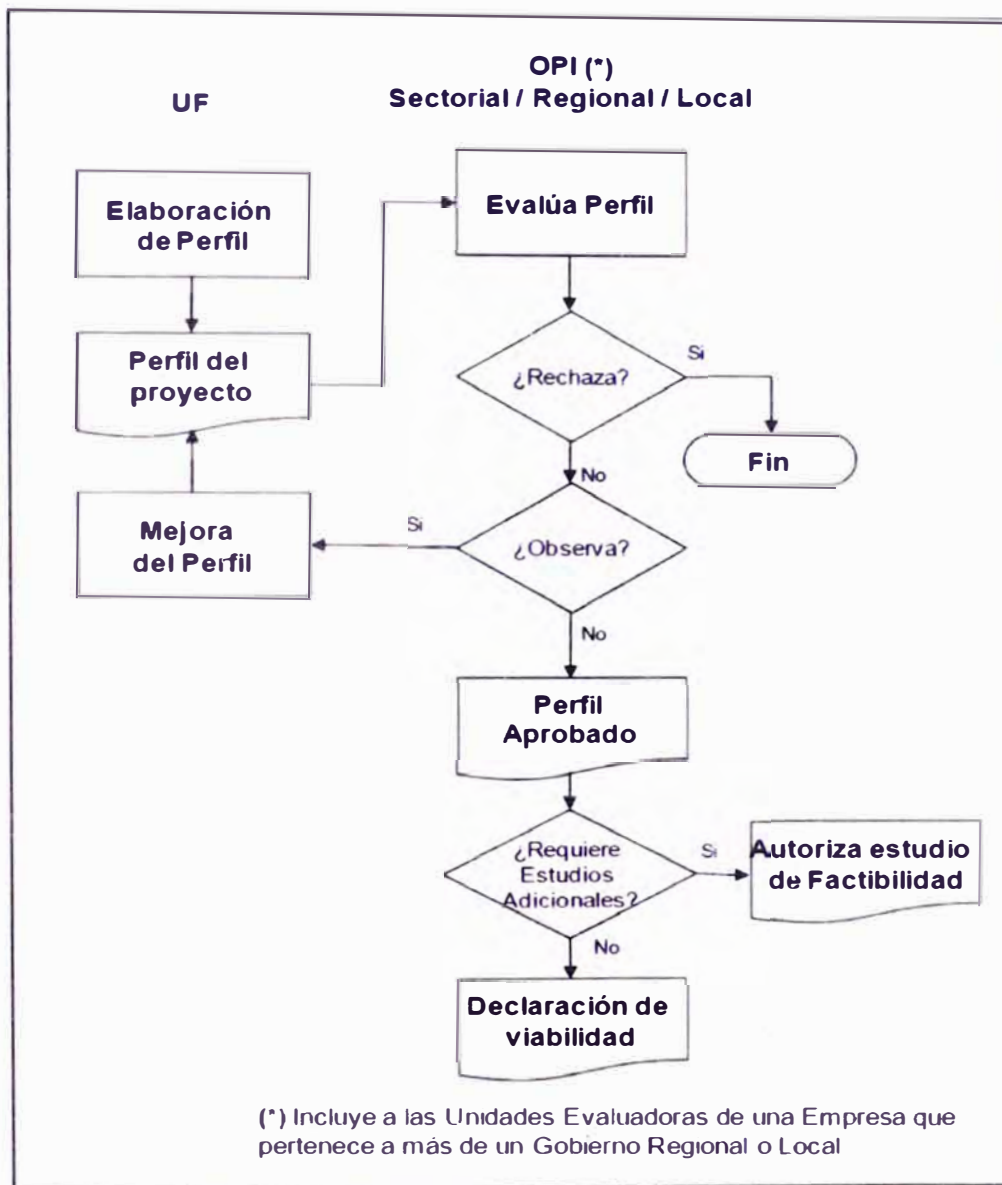 OPI (*)
UF
Sectorial / Regional / Local
Elaboración
de Perfil
Evalúa Perfil
Perfil del
proyecto
¿Rechaza?
Si
Fin
No
Mejora
del Perfil
Si
¿Observa?
No
Perfil
Aprobado
¿Requiere
Estudios
Adicionales?
Si
Autoriza estudio
de Factibilidad
No
Declaración de
viabilidad
(*) Incluye a las Unidades Evaluadoras de una Empresa que
pertenece a más de un Gobierno Regional o Local